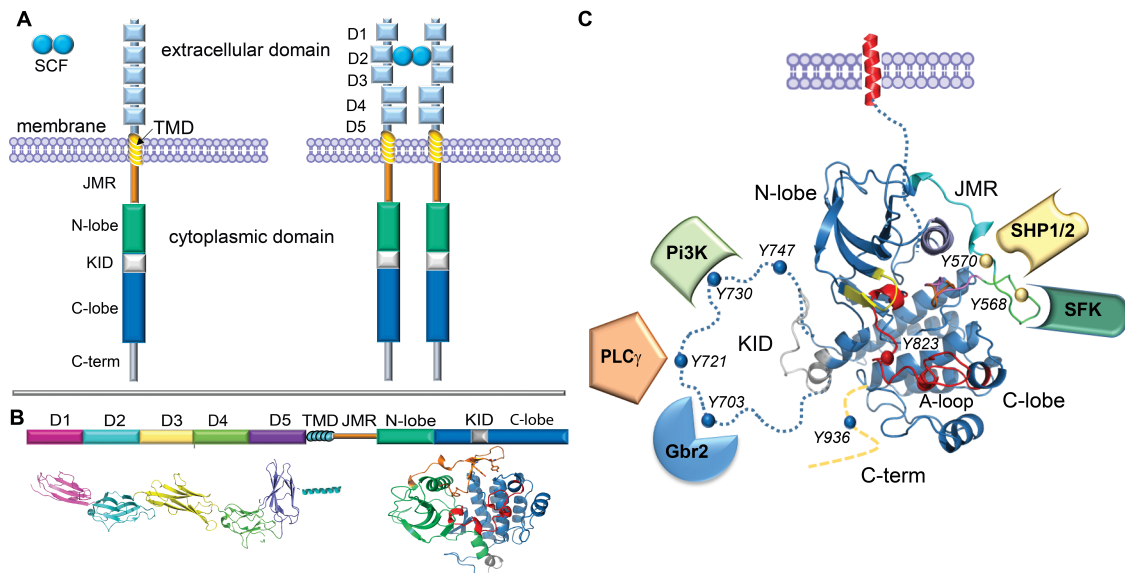 A
SCF
extracellular domain
D1
D2
D3
D4
D5
membrane
TMD
JMR
N-lobe
cytoplasmic domain
KID
C-lobe
C-term
B
D1 D2 D3 D4 D5 TMD JMR N-lobe KID C-lobe
C
N-lobe
JMR
SHP1/2
Pi3K
Y747
Y570
Y730
Y568
SFK
KID
Y823
PLCγ
Y721
A-loop
C-lobe
Y703
Gbr2
Y936
C-term